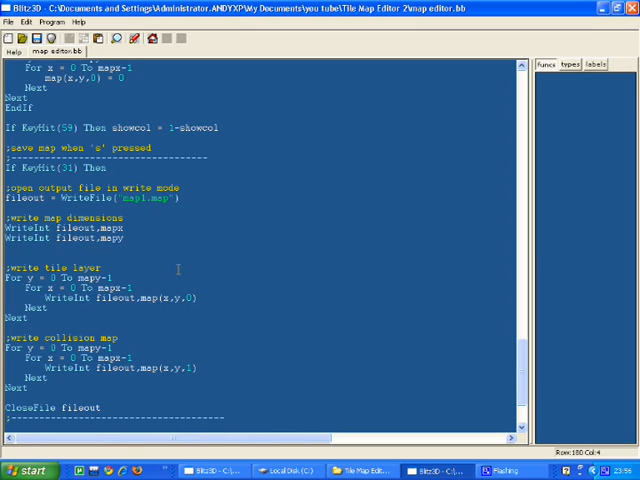 Blitz3D - C:\Documents and Settings\Administrator.ANDYXP\My Documents\you tube\Tile Map Editor 2\map editor.bb
File Edit Program Help
Help map editor.bb
funcs types labels
For x = 0 To mapx-1
map(x,y,0) = 0
Next
Next
EndIf
If KeyHit(59) Then showcol = 1-showcol
;save map when 's' pressed
;-----------------------------------
If KeyHit(31) Then
;open output file in write mode
fileout = WriteFile("map1.map")
;write map dimensions
WriteInt fileout,mapx
WriteInt fileout,mapy
;write tile layer
For y = 0 To mapy-1
For x = 0 To mapx-1
WriteInt fileout,map(x,y,0)
Next
Next
;write collision map
For y = 0 To mapy-1
For x = 0 To mapx-1
WriteInt fileout,map(x,y,1)
Next
Next
CloseFile fileout
;--------------------------------------
Row:180 Col:4
start Blitz3D - C:\... Local Disk (C:) Tile Map Edit... Blitz3D - C:\... Flashing 23:56